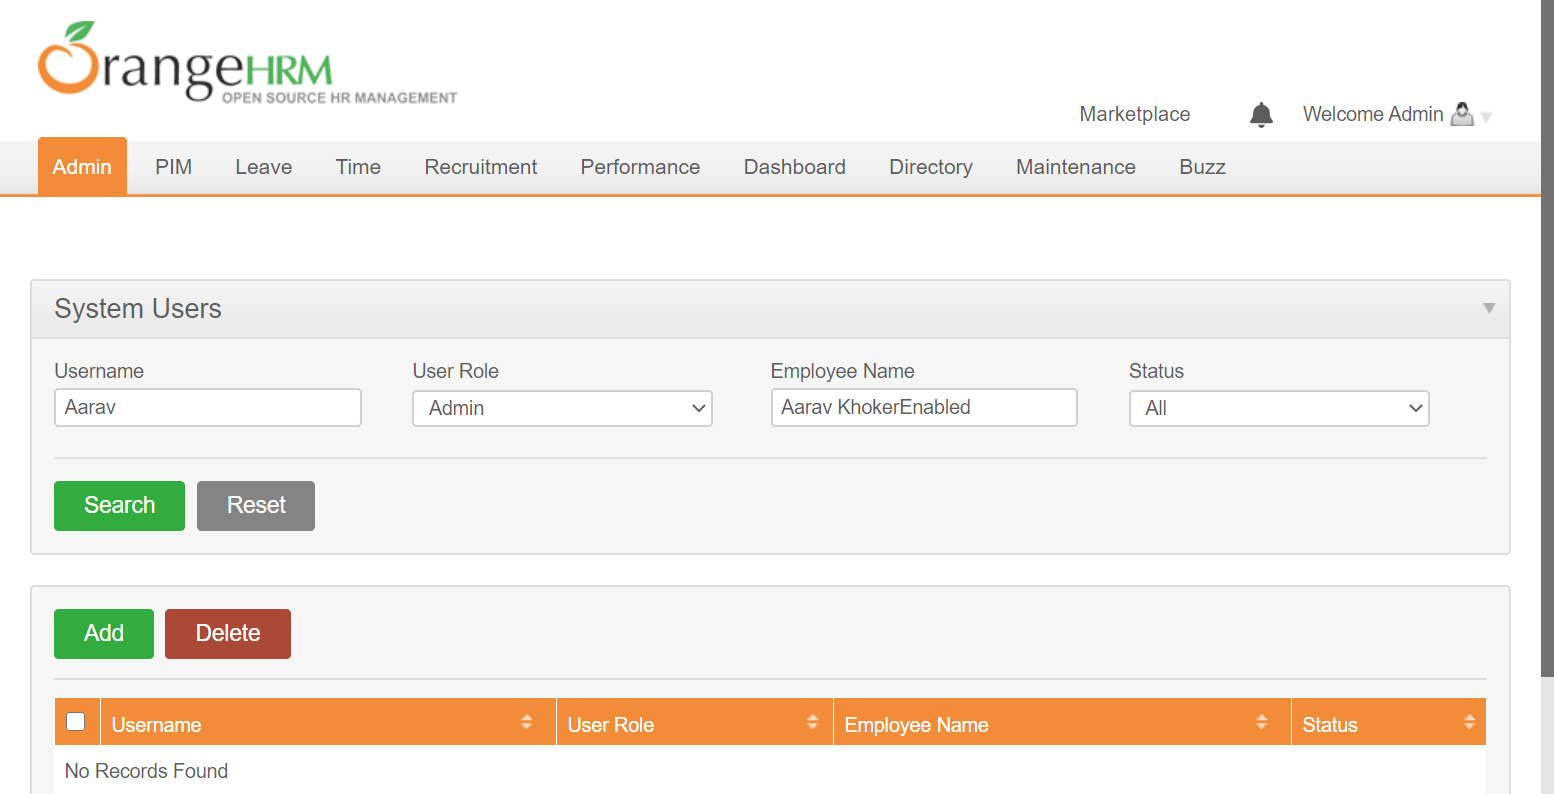 OrangeHRM
OPEN SOURCE HR MANAGEMENT
Marketplace
Welcome Admin
Admin PIM Leave Time Recruitment Performance Dashboard Directory Maintenance Buzz
System Users
Username User Role Employee Name Status
Aarav Admin Aarav KhokerEnabled All
Search Reset
Add Delete
Username User Role Employee Name Status
No Records Found